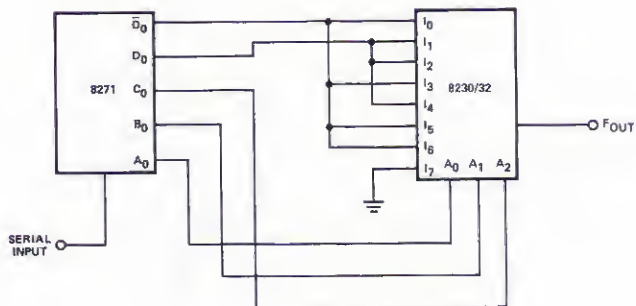 D̅₀
D₀
8271
C₀
B₀
A₀
SERIAL
INPUT
I₀
I₁
I₂
I₃
8230/32
I₄
I₅
I₆
I₇
A₀ A₁ A₂
F_OUT